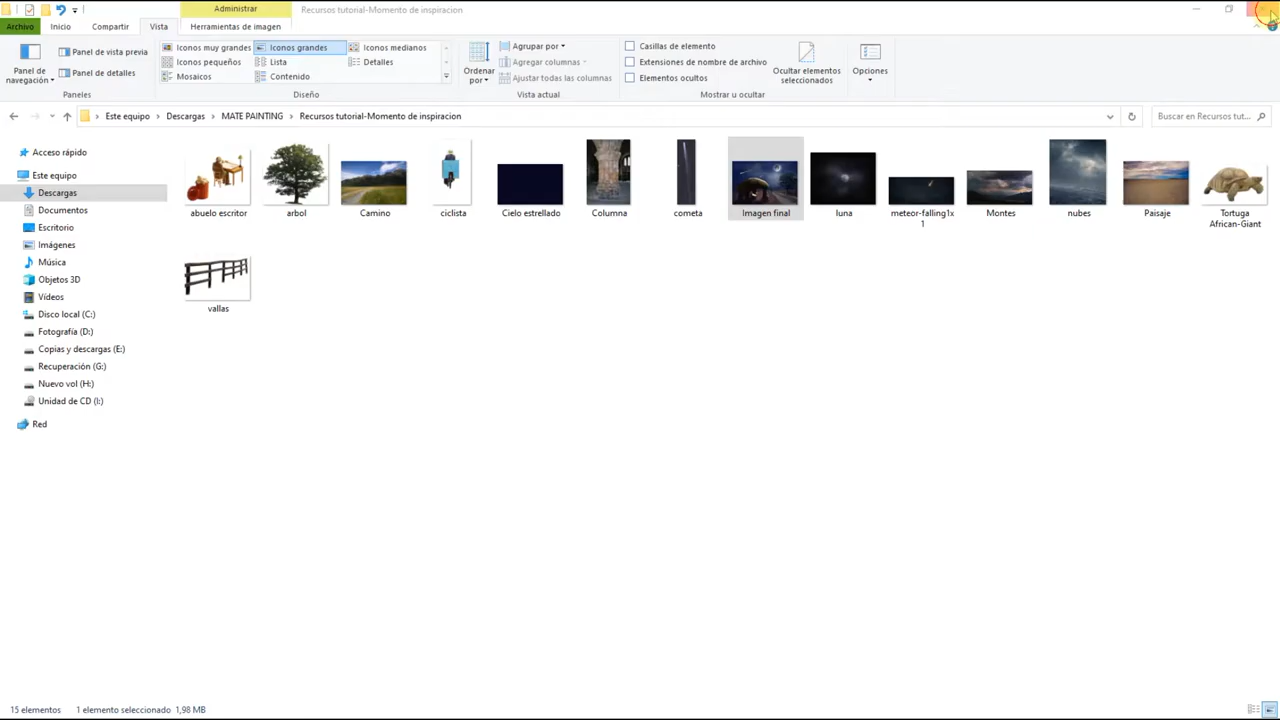 Administrar
Recursos tutorial-Momento de inspiracion
Archivo
Inicio
Compartir
Vista
Herramientas de imagen
Panel de navegación
Panel de vista previa
Panel de detalles
Paneles
Iconos muy grandes
Iconos grandes
Iconos medianos
Iconos pequeños
Lista
Detalles
Mosaicos
Contenido
Diseño
Ordenar por
Agrupar por
Agregar columnas
Ajustar todas las columnas
Vista actual
Casillas de elemento
Extensiones de nombre de archivo
Elementos ocultos
Ocultar elementos seleccionados
Mostrar u ocultar
Opciones
Este equipo > Descargas > MATE PAINTING > Recursos tutorial-Momento de inspiracion
Buscar en Recursos tut...
Acceso rápido
Este equipo
Descargas
Documentos
Escritorio
Imágenes
Música
Objetos 3D
Vídeos
Disco local (C:)
Fotografía (D:)
Copias y descargas (E:)
Recuperación (G:)
Nuevo vol (H:)
Unidad de CD (I:)
Red
abuelo escritor
arbol
Camino
ciclista
Cielo estrellado
Columna
cometa
Imagen final
luna
meteor-falling1x
1
Montes
nubes
Paisaje
Tortuga
African-Giant
vallas
15 elementos
1 elemento seleccionado 1,98 MB